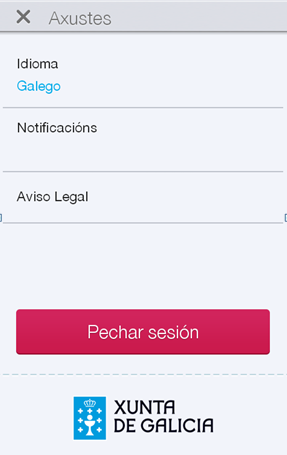 Axustes
Idioma
Galego
Notificacións
Aviso Legal
Pechar sesión
XUNTA
DE GALICIA